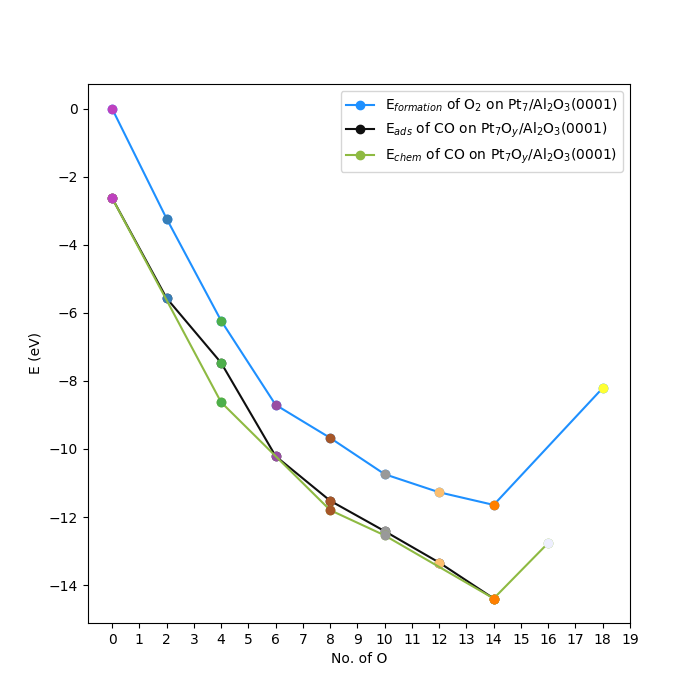 E_formation of O_2 on Pt_7/Al_2O_3(0001)
E_ads of CO on Pt_7O_y/Al_2O_3(0001)
E_chem of CO on Pt_7O_y/Al_2O_3(0001)
E (eV)
0
−2
−4
−6
−8
−10
−12
−14
0 1 2 3 4 5 6 7 8 9 10 11 12 13 14 15 16 17 18 19
No. of O